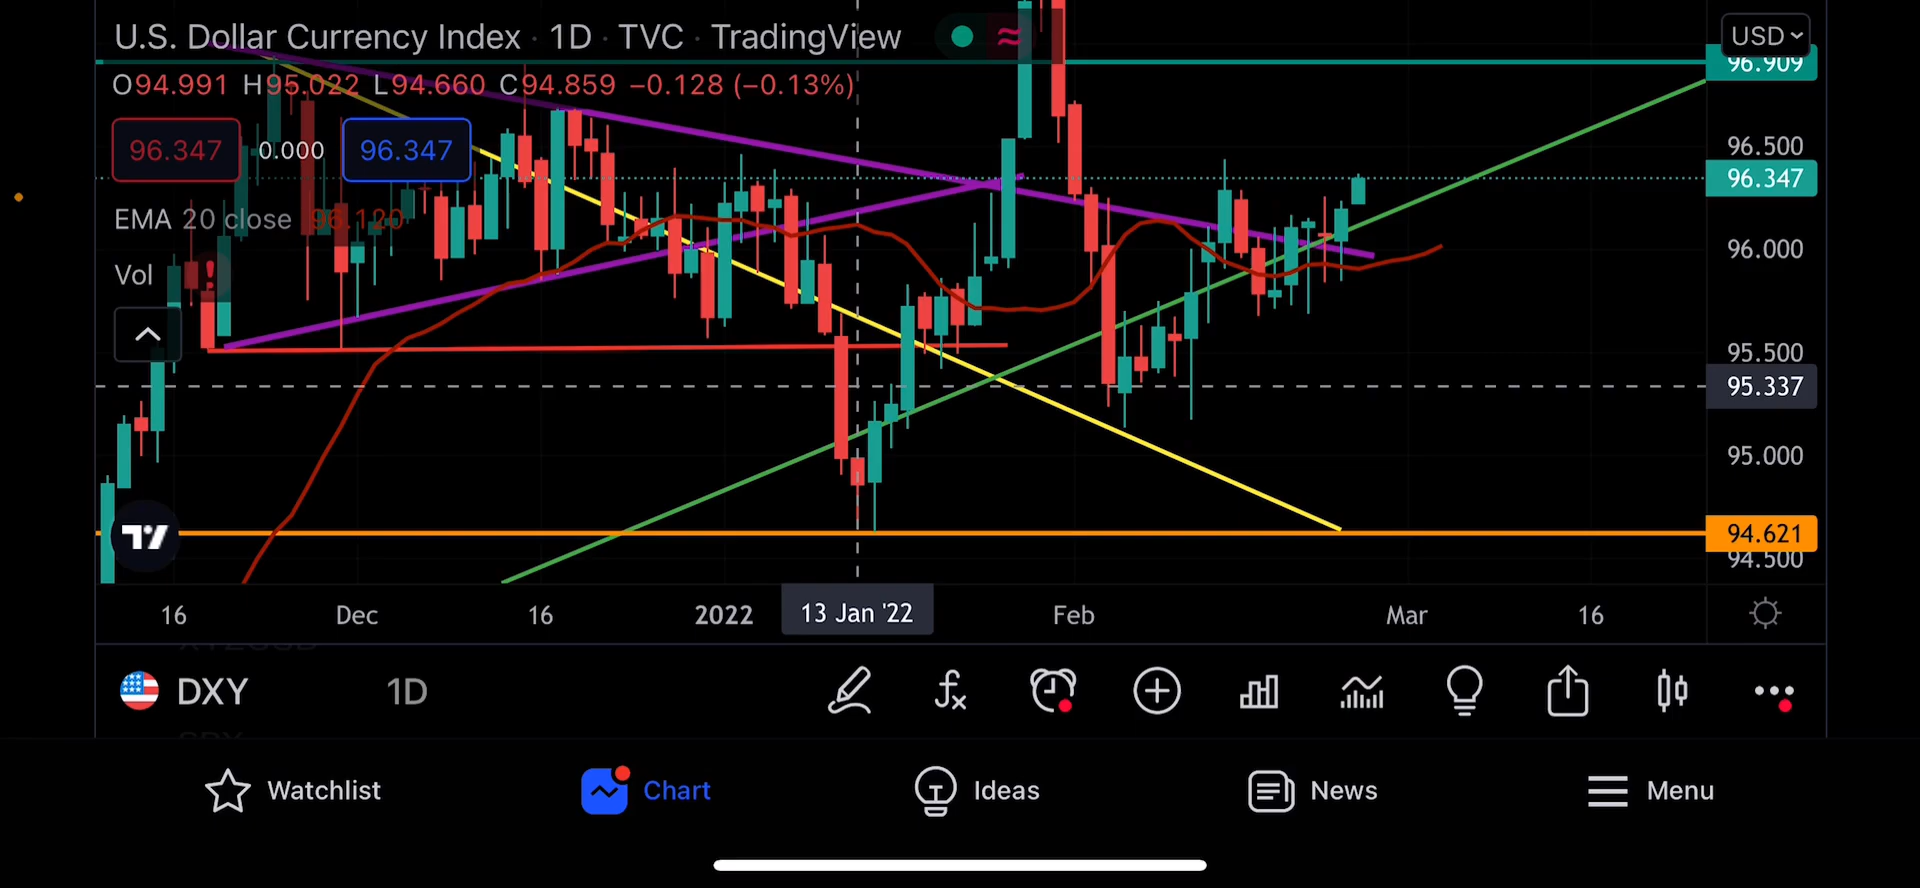 U.S. Dollar Currency Index · 1D · TVC · TradingView
USD
96.909
O94.991 H95.022 L94.660 C94.859 −0.128 (−0.13%)
96.347 0.000 96.347
96.500
96.347
EMA 20 close 96.120
96.000
Vol
95.500
95.337
95.000
94.621
94.500
16 Dec 16 2022 13 Jan '22 Feb Mar 16
DXY 1D
Watchlist Chart Ideas News Menu